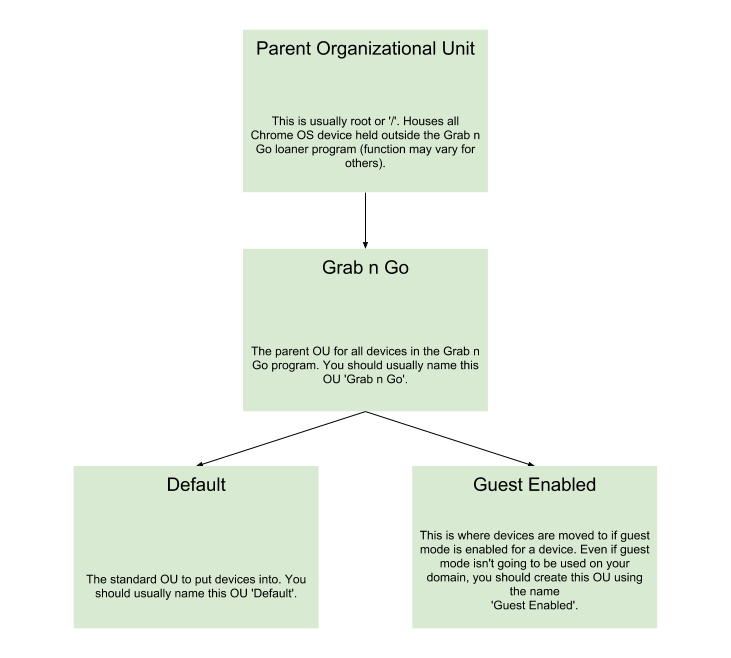 Parent Organizational Unit
This is usually root or '/'. Houses all
Chrome OS device held outside the Grab n
Go loaner program (function may vary for
others).
Grab n Go
The parent OU for all devices in the Grab n
Go program. You should usually name this
OU 'Grab n Go'.
Default
The standard OU to put devices into. You
should usually name this OU 'Default'.
Guest Enabled
This is where devices are moved to if guest
mode is enabled for a device. Even if guest
mode isn't going to be used on your
domain, you should create this OU using
the name
'Guest Enabled'.